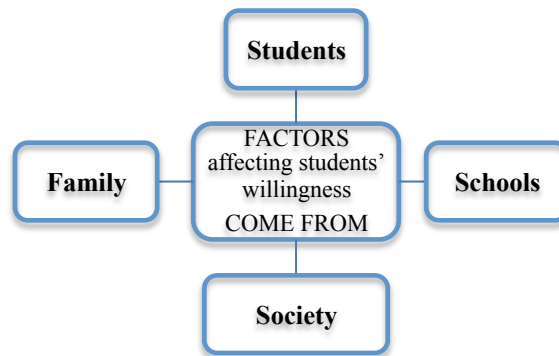 Students
FACTORS
affecting students’
willingness
COME FROM
Family
Schools
Society